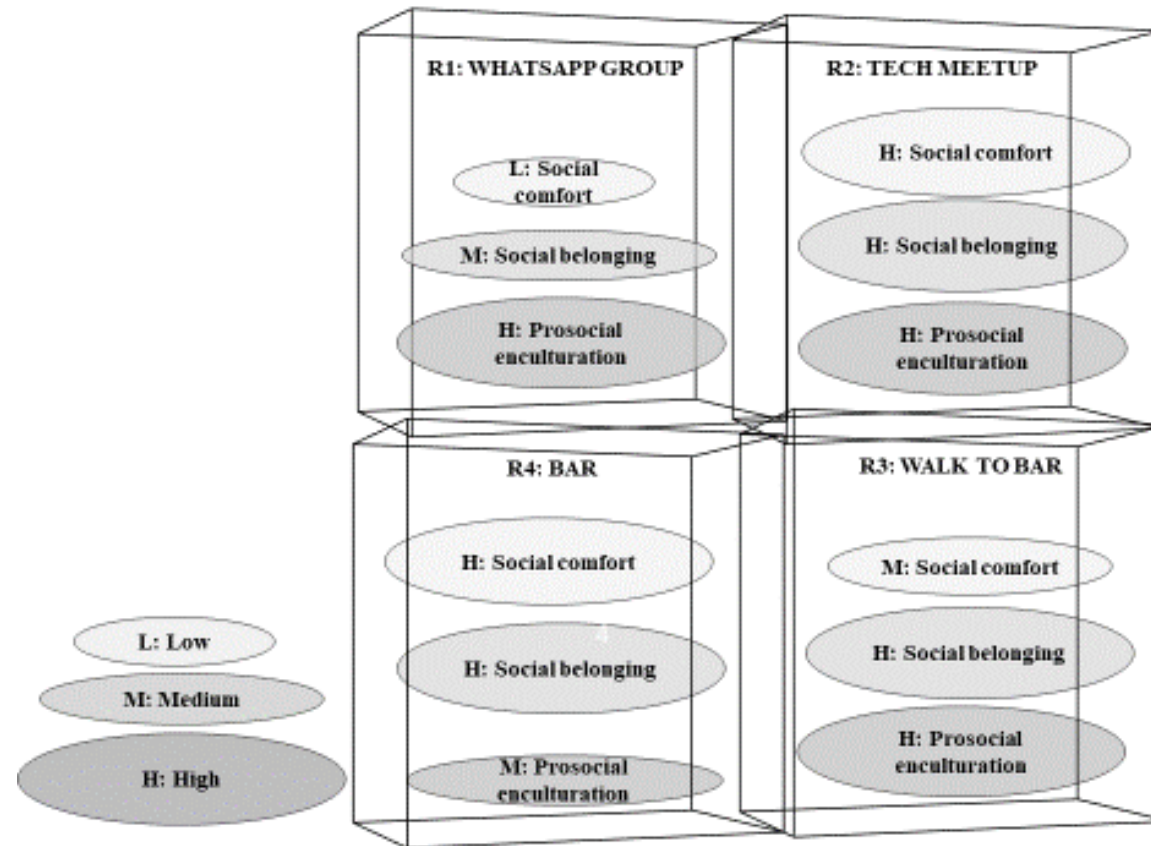 R1: WHATSAPP GROUP
L: Social
comfort
M: Social belonging
H: Prosocial
enculturation
R2: TECH MEETUP
H: Social comfort
H: Social belonging
H: Prosocial
enculturation
R4: BAR
H: Social comfort
4
H: Social belonging
M: Prosocial
enculturation
R3: WALK TO BAR
M: Social comfort
H: Social belonging
H: Prosocial
enculturation
L: Low
M: Medium
H: High